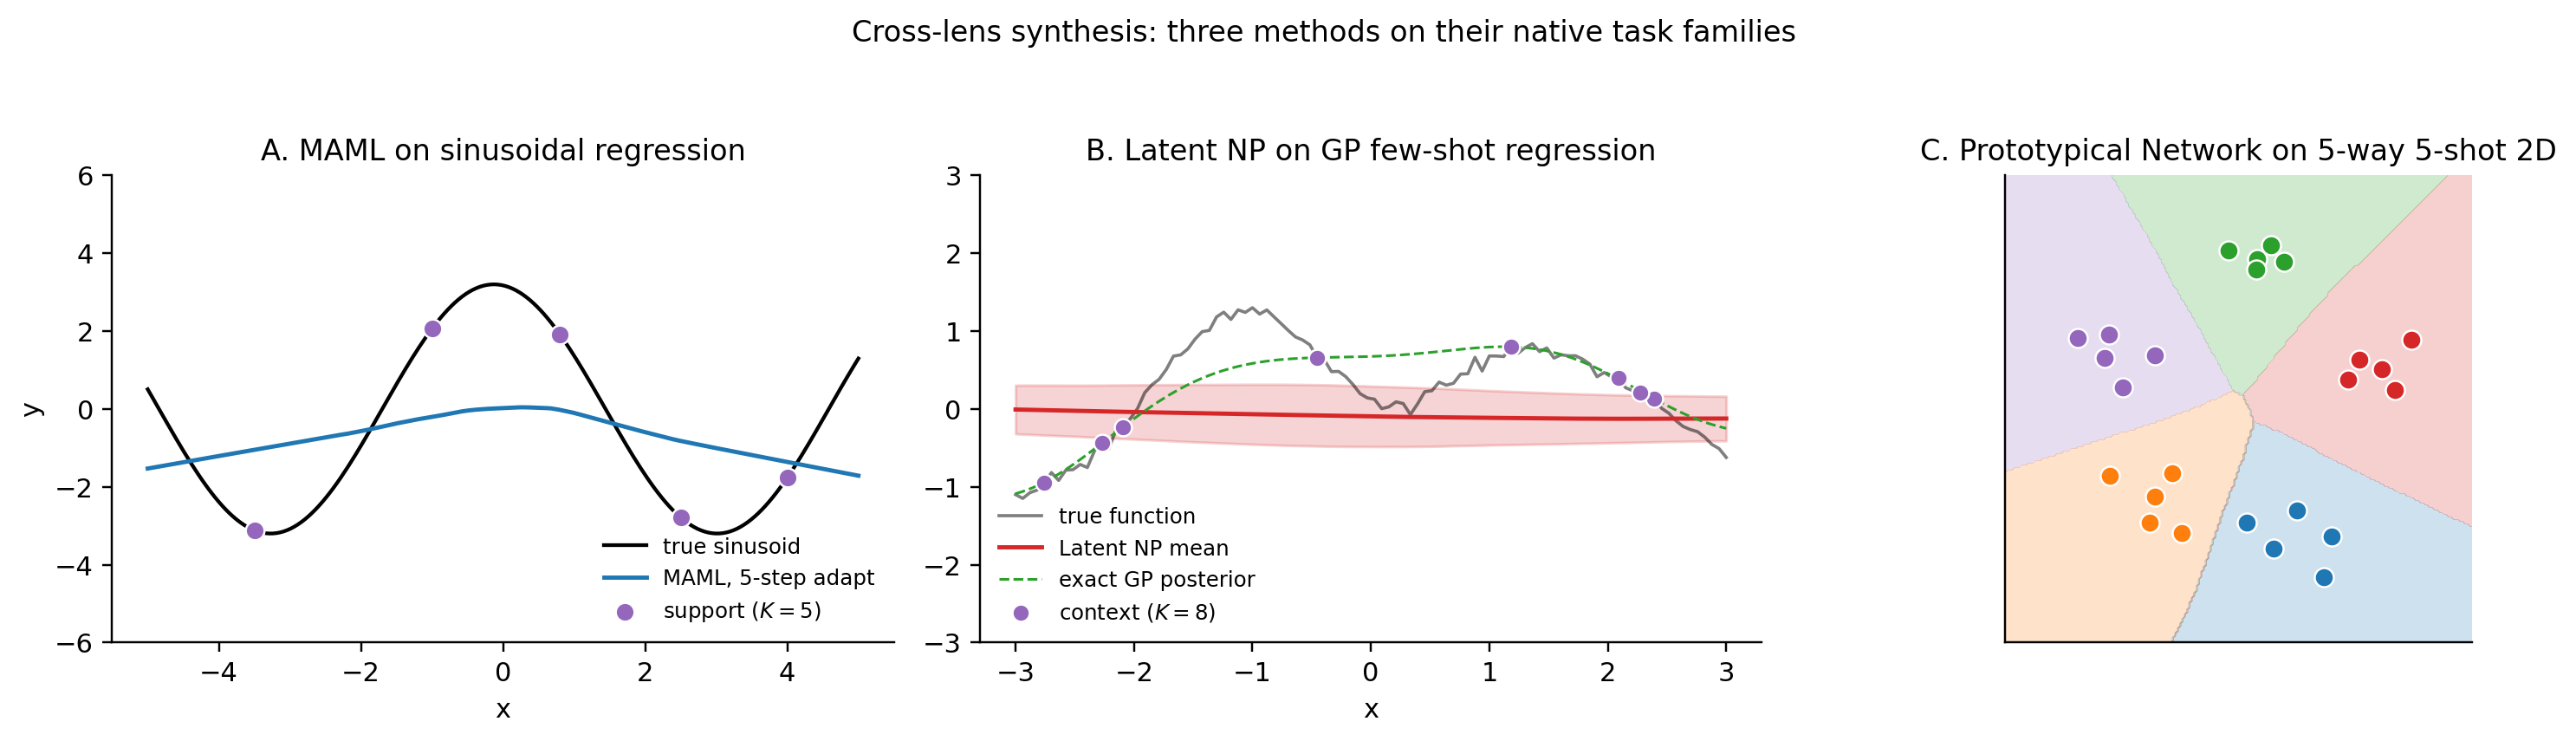 Cross-lens synthesis: three methods on their native task families
A. MAML on sinusoidal regression
6
4
2
0
−2
−4
−6
y
−4
−2
0
2
4
x
true sinusoid
MAML, 5-step adapt
support (K = 5)
B. Latent NP on GP few-shot regression
3
2
1
0
−1
−2
−3
−3
−2
−1
0
1
2
3
x
true function
Latent NP mean
exact GP posterior
context (K = 8)
C. Prototypical Network on 5-way 5-shot 2D